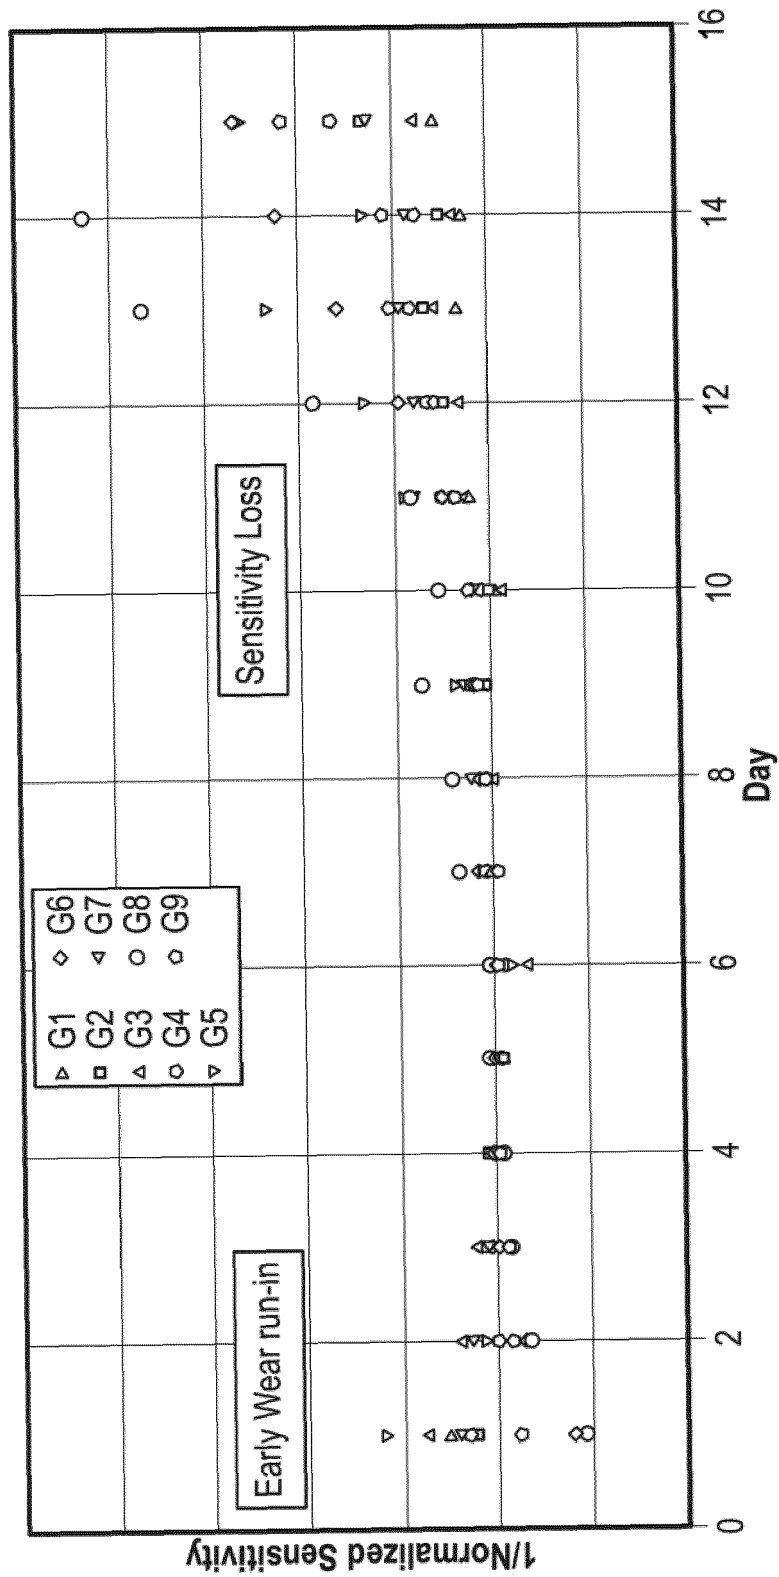 1/Normalized Sensitivity
Early Wear run-in
G1
G2
G3
G4
G5
G6
G7
G8
G9
Sensitivity Loss
0
2
4
6
8
10
12
14
16
Day